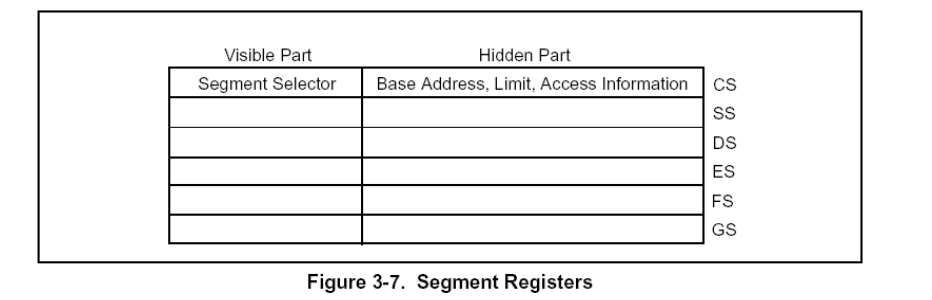 Visible Part Hidden Part
Segment Selector Base Address, Limit, Access Information CS
SS
DS
ES
FS
GS
Figure 3-7. Segment Registers